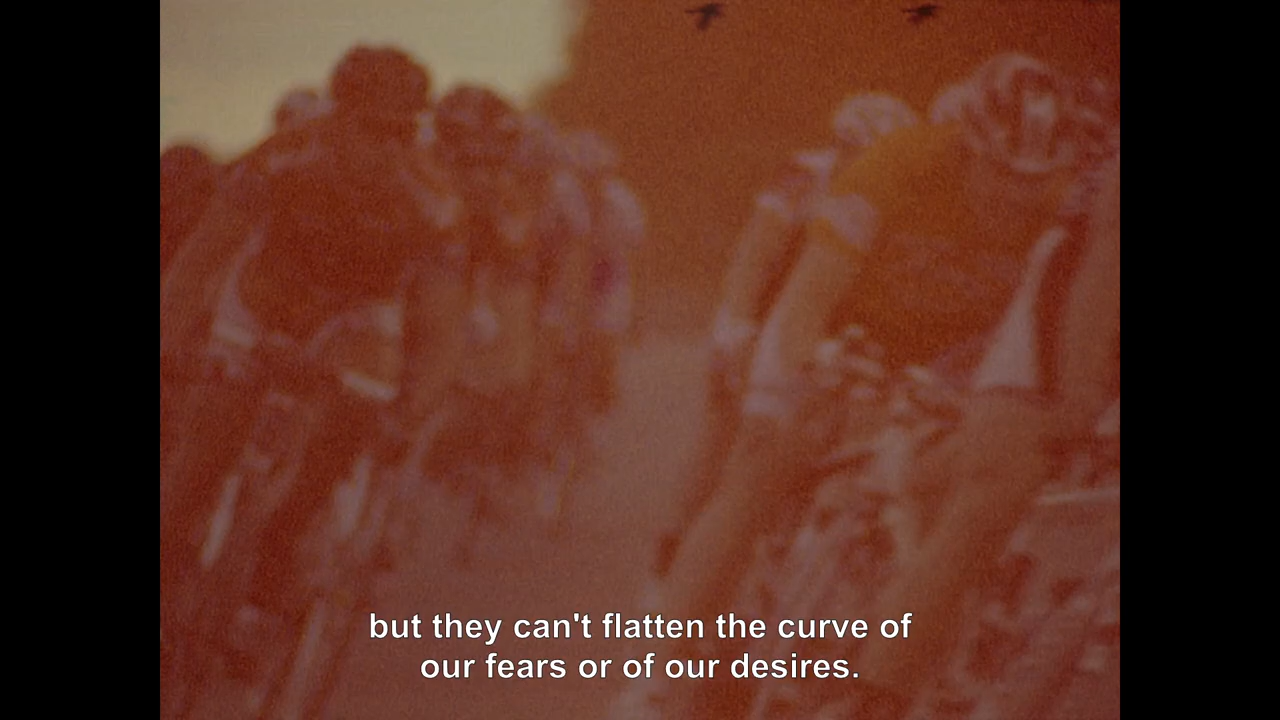 but they can't flatten the curve of
our fears or of our desires.